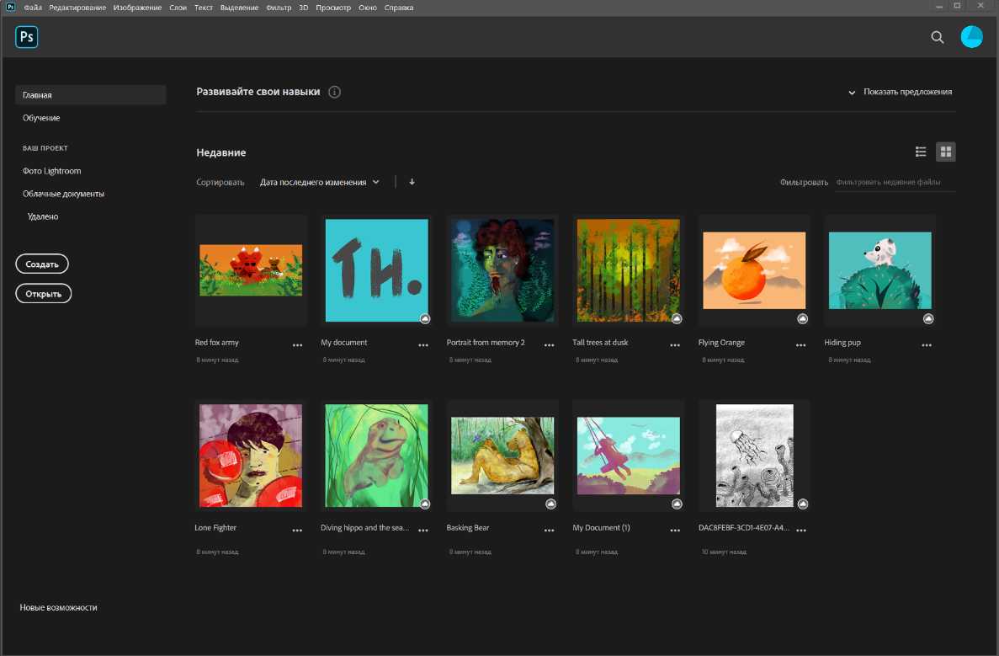 Ps Файл Редактирование Изображение Слои Текст Выделение Фильтр 3D Просмотр Окно Справка
Ps
Главная
Обучение
ВАШ ПРОЕКТ
Фото Lightroom
Облачные документы
Удалено
Создать
Открыть
Новые возможности
Развивайте свои навыки
Показать предложения
Недавние
Сортировать Дата последнего изменения
Фильтровать Фильтровать недавние файлы
TH.
Red fox army ... My document ... Portrait from memory 2 ... Tall trees at dusk ... Flying Orange ... Hiding pup ...
8 минут назад 8 минут назад 8 минут назад 8 минут назад 8 минут назад 8 минут назад
Lone Fighter ... Diving hippo and the sea... ... Basking Bear ... My Document (1) ... DAC8FEBF-3CD1-4E07-A4... ...
8 минут назад 8 минут назад 8 минут назад 8 минут назад 10 минут назад